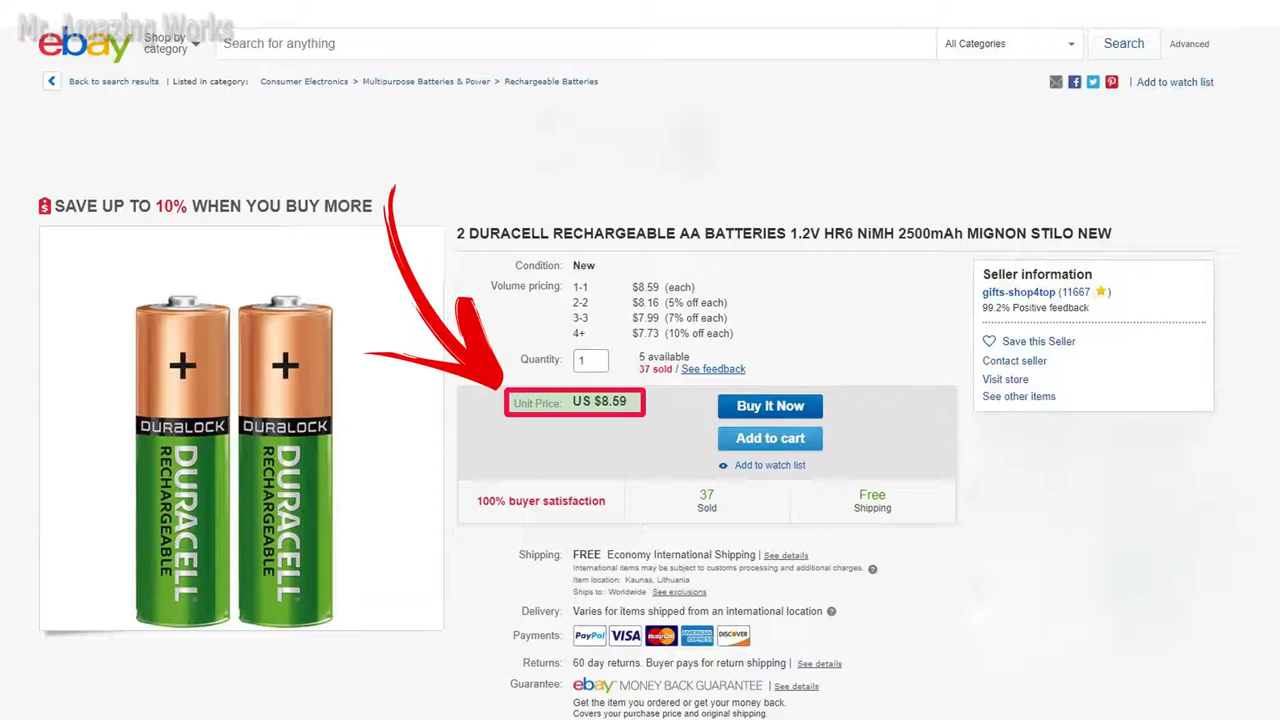 Mr. Amazing Works
ebay
Shop by category
Search for anything
All Categories
Search
Advanced
Back to search results | Listed in category: Consumer Electronics > Multipurpose Batteries & Power > Rechargeable Batteries
| Add to watch list
$ SAVE UP TO 10% WHEN YOU BUY MORE
2 DURACELL RECHARGEABLE AA BATTERIES 1.2V HR6 NiMH 2500mAh MIGNON STILO NEW
Condition: New
Volume pricing: 1-1 $8.59 (each)
2-2 $8.16 (5% off each)
3-3 $7.99 (7% off each)
4+ $7.73 (10% off each)
Quantity: 1 5 available
37 sold / See feedback
Unit Price: US $8.59
Buy It Now
Add to cart
Add to watch list
100% buyer satisfaction
37
Sold
Free
Shipping
Seller information
gifts-shop4top (11667 )
99.2% Positive feedback
Save this Seller
Contact seller
Visit store
See other items
+ +
DURALOCK DURALOCK
DURACELL DURACELL
RECHARGEABLE RECHARGEABLE
Shipping: FREE Economy International Shipping | See details
International items may be subject to customs processing and additional charges. ?
Item location: Kaunas, Lithuania
Ships to: Worldwide See exclusions
Delivery: Varies for items shipped from an international location ?
Payments: PayPal VISA MasterCard AMERICAN EXPRESS DISCOVER
Returns: 60 day returns. Buyer pays for return shipping | See details
Guarantee: ebay MONEY BACK GUARANTEE | See details
Get the item you ordered or get your money back.
Covers your purchase price and original shipping.